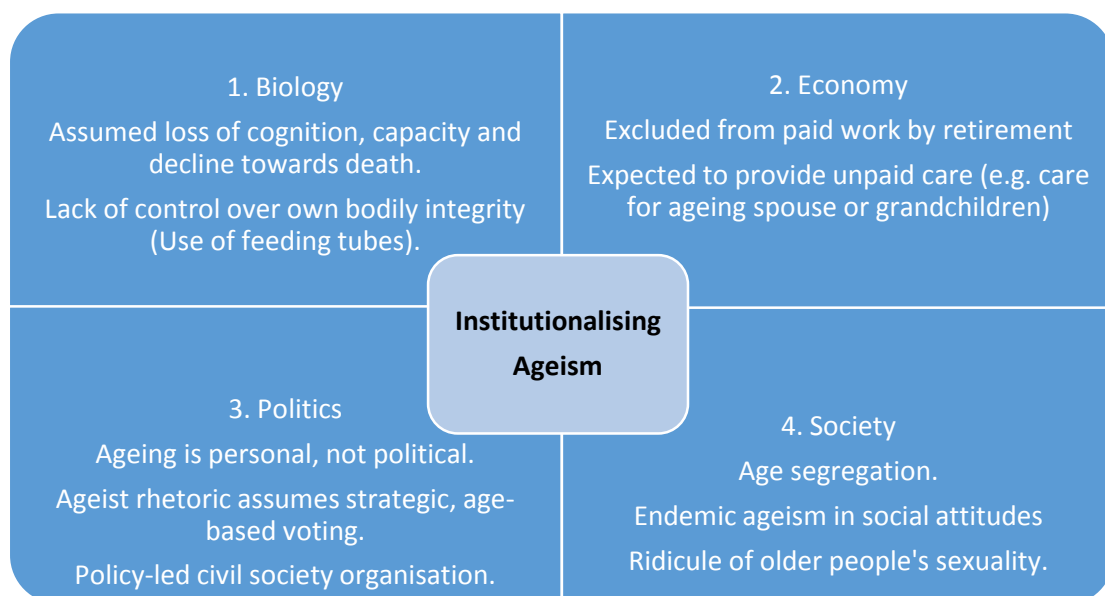 1. Biology
Assumed loss of cognition, capacity and
decline towards death.
Lack of control over own bodily integrity
(Use of feeding tubes).
2. Economy
Excluded from paid work by retirement
Expected to provide unpaid care (e.g. care
for ageing spouse or grandchildren)
Institutionalising
Ageism
3. Politics
Ageing is personal, not political.
Ageist rhetoric assumes strategic, age-
based voting.
Policy-led civil society organisation.
4. Society
Age segregation.
Endemic ageism in social attitudes
Ridicule of older people's sexuality.